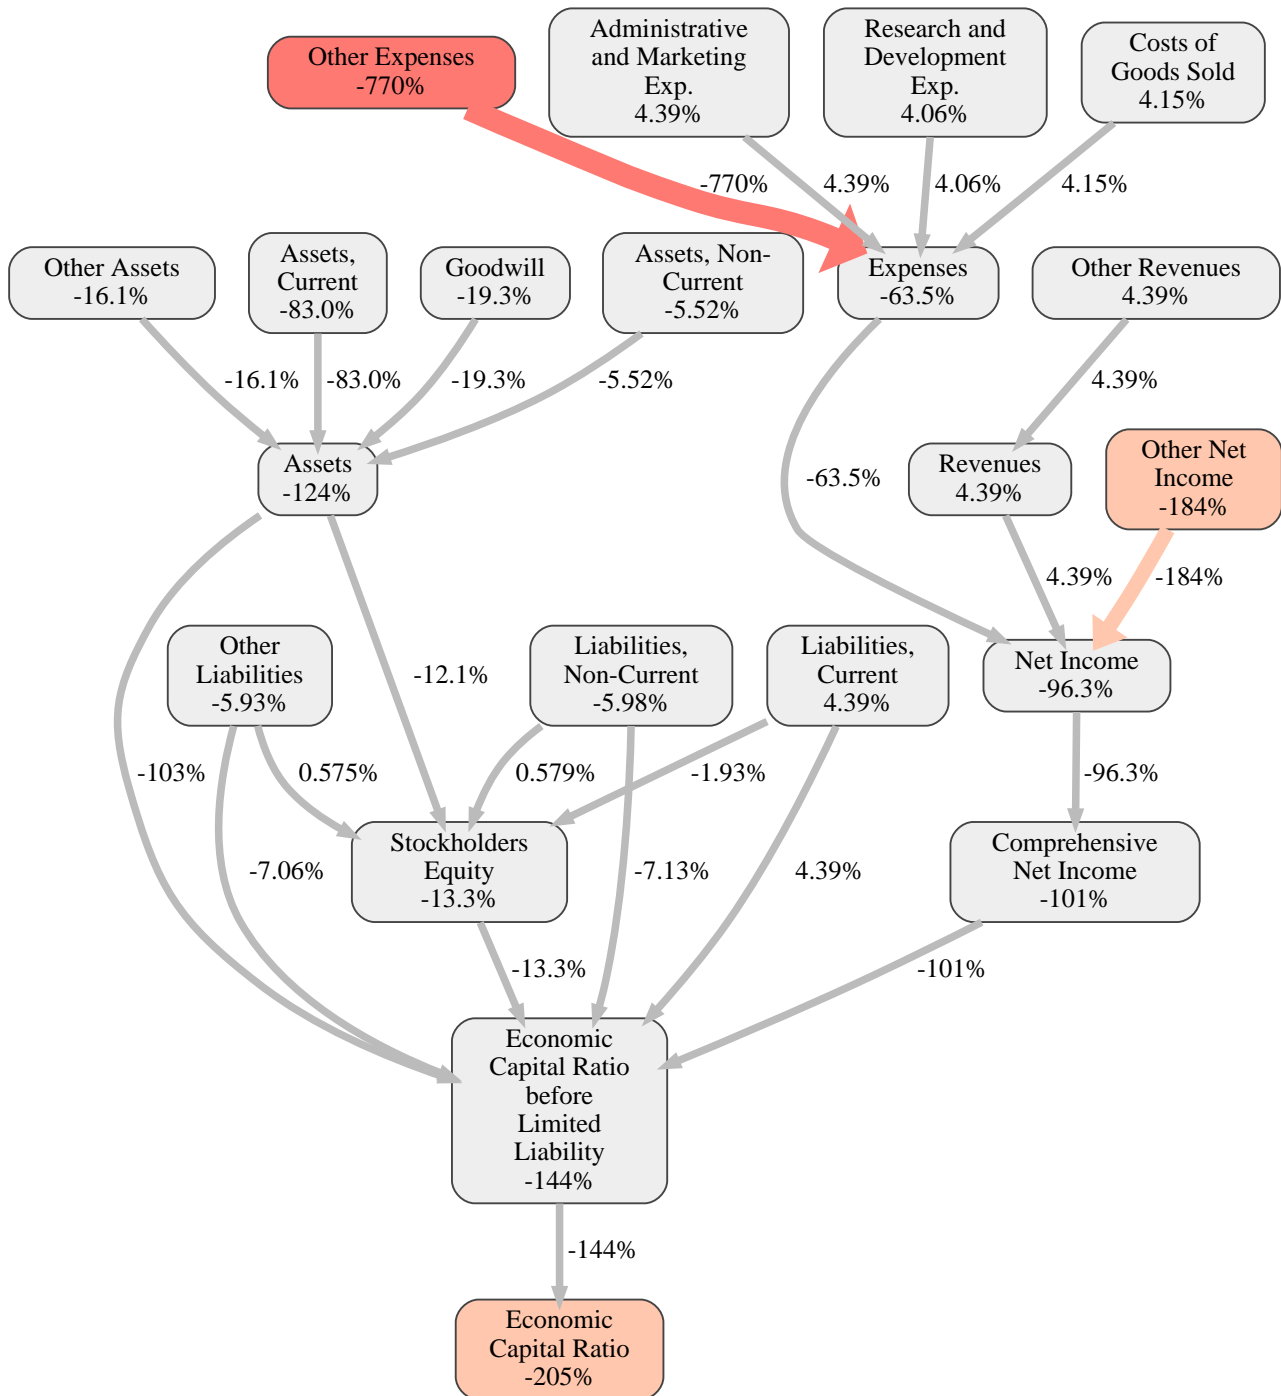 Other Expenses
-770%
Administrative
and Marketing
Exp.
4.39%
Research and
Development
Exp.
4.06%
Costs of
Goods Sold
4.15%
-770%
4.39%
4.06%
4.15%
Other Assets
-16.1%
Assets,
Current
-83.0%
Goodwill
-19.3%
Assets, Non-
Current
-5.52%
Expenses
-63.5%
Other Revenues
4.39%
-16.1%
-83.0%
-19.3%
-5.52%
4.39%
Assets
-124%
-63.5%
Revenues
4.39%
Other Net
Income
-184%
4.39%
-184%
Other
Liabilities
-5.93%
-12.1%
Liabilities,
Non-Current
-5.98%
Liabilities,
Current
4.39%
Net Income
-96.3%
-103%
0.575%
0.579%
-1.93%
-96.3%
-7.06%
Stockholders
Equity
-13.3%
-7.13%
4.39%
Comprehensive
Net Income
-101%
-13.3%
-101%
Economic
Capital Ratio
before
Limited
Liability
-144%
-144%
Economic
Capital Ratio
-205%